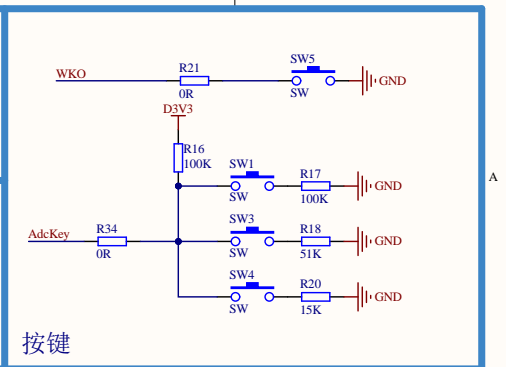 SW5
R21
WKO
GND
0R
SW
D3V3
R16
100K
SW1
R17
GND
SW
100K
A
SW3
R18
AdcKey
R34
GND
0R
SW
51K
SW4
R20
GND
SW
15K
按键